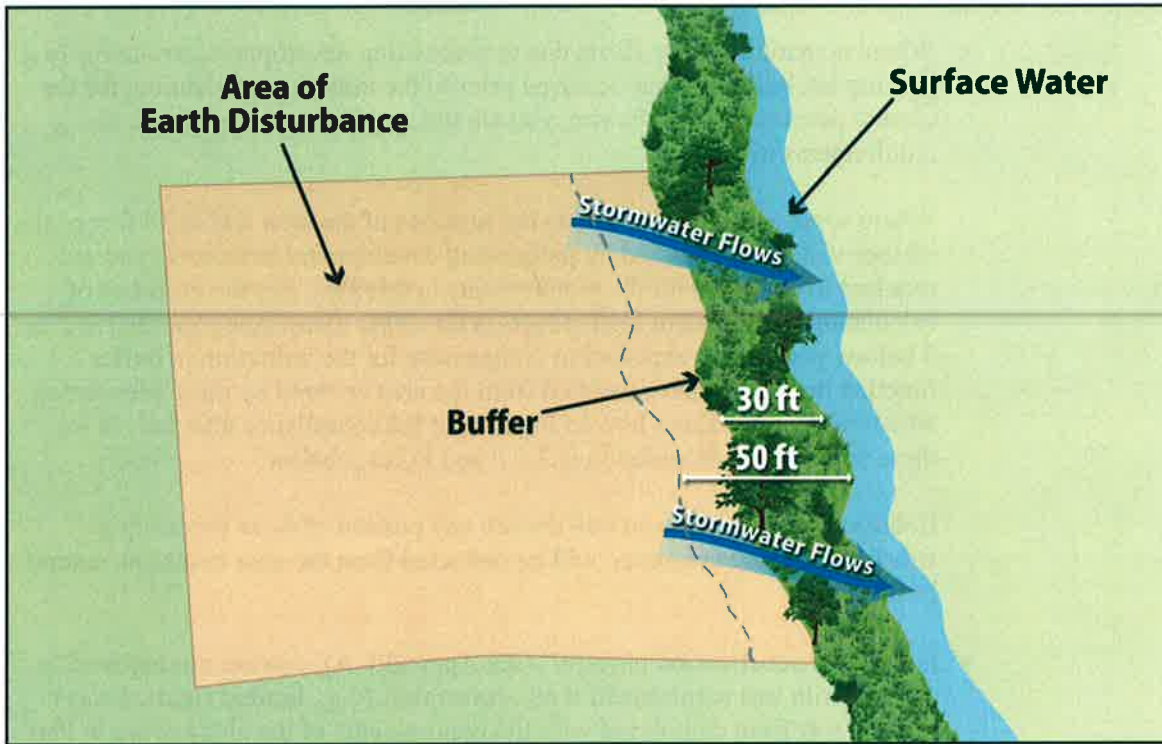 Area of
Earth Disturbance
Surface Water
Stormwater Flows
Buffer
30 ft
50 ft
Stormwater Flows